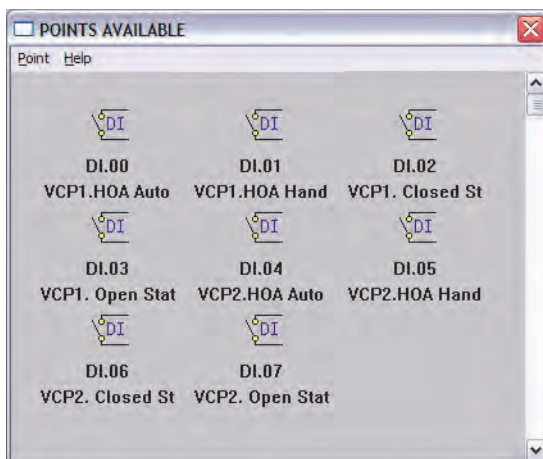 POINTS AVAILABLE
Point Help
DI DI DI
DI.00 DI.01 DI.02
VCP1.HOA Auto VCP1.HOA Hand VCP1. Closed St
DI DI DI
DI.03 DI.04 DI.05
VCP1. Open Stat VCP2.HOA Auto VCP2.HOA Hand
DI DI
DI.06 DI.07
VCP2. Closed St VCP2. Open Stat